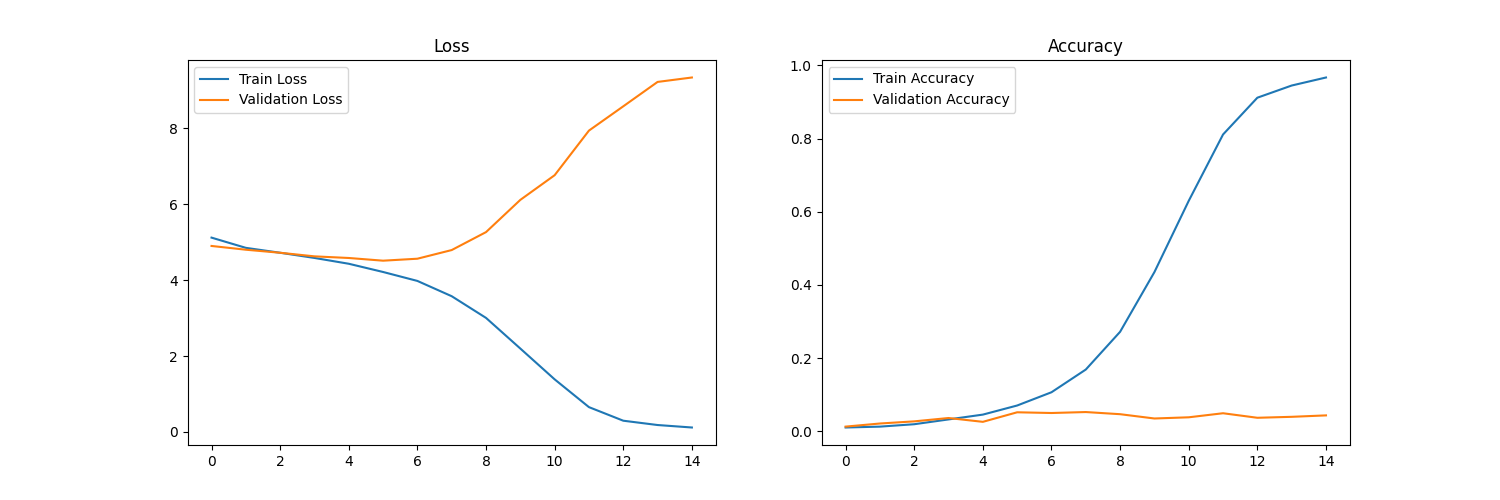 Loss
Train Loss
Validation Loss
8
6
4
2
0
0 2 4 6 8 10 12 14
Accuracy
Train Accuracy
Validation Accuracy
1.0
0.8
0.6
0.4
0.2
0.0
0 2 4 6 8 10 12 14